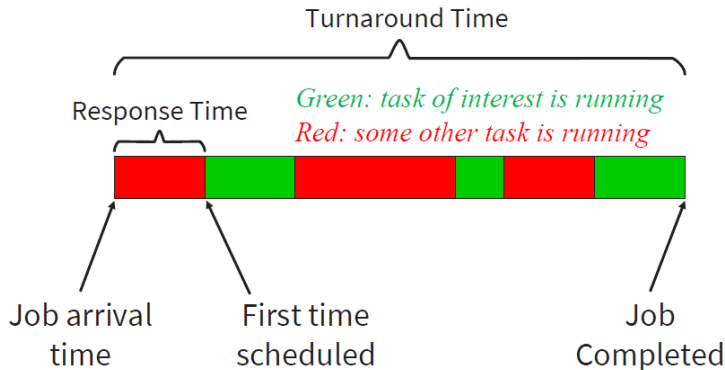 Turnaround Time
Green: task of interest is running
Response Time
Red: some other task is running
Job arrival
time
First time
scheduled
Job
Completed